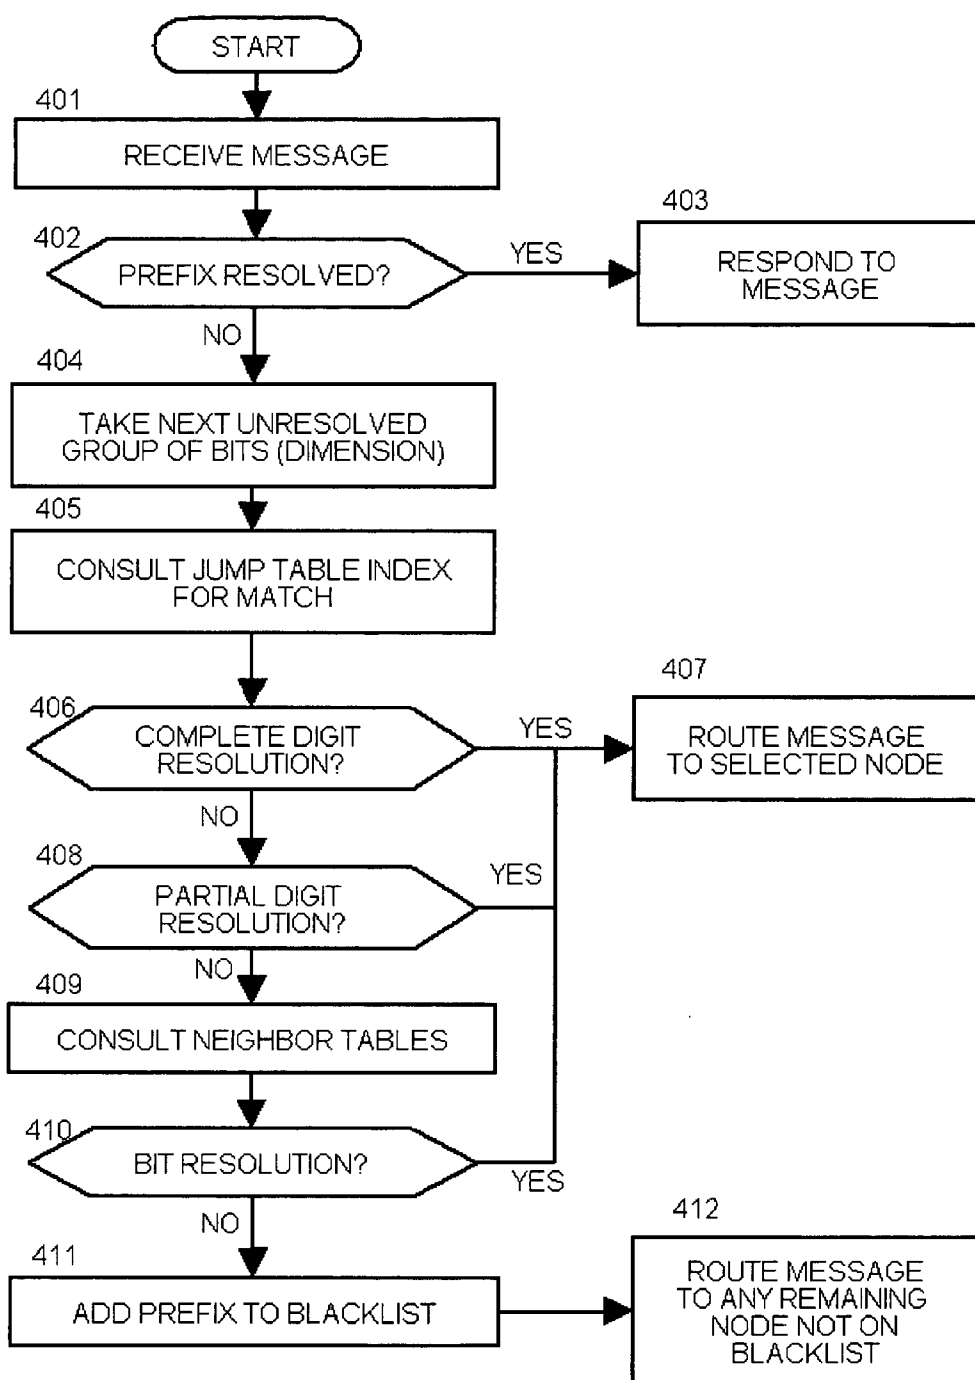 START
401
RECEIVE MESSAGE
402
PREFIX RESOLVED?
YES
403
RESPOND TO
MESSAGE
NO
404
TAKE NEXT UNRESOLVED
GROUP OF BITS (DIMENSION)
405
CONSULT JUMP TABLE INDEX
FOR MATCH
406
COMPLETE DIGIT
RESOLUTION?
YES
407
ROUTE MESSAGE
TO SELECTED NODE
NO
408
PARTIAL DIGIT
RESOLUTION?
YES
NO
409
CONSULT NEIGHBOR TABLES
410
BIT RESOLUTION?
YES
NO
411
ADD PREFIX TO BLACKLIST
412
ROUTE MESSAGE
TO ANY REMAINING
NODE NOT ON
BLACKLIST